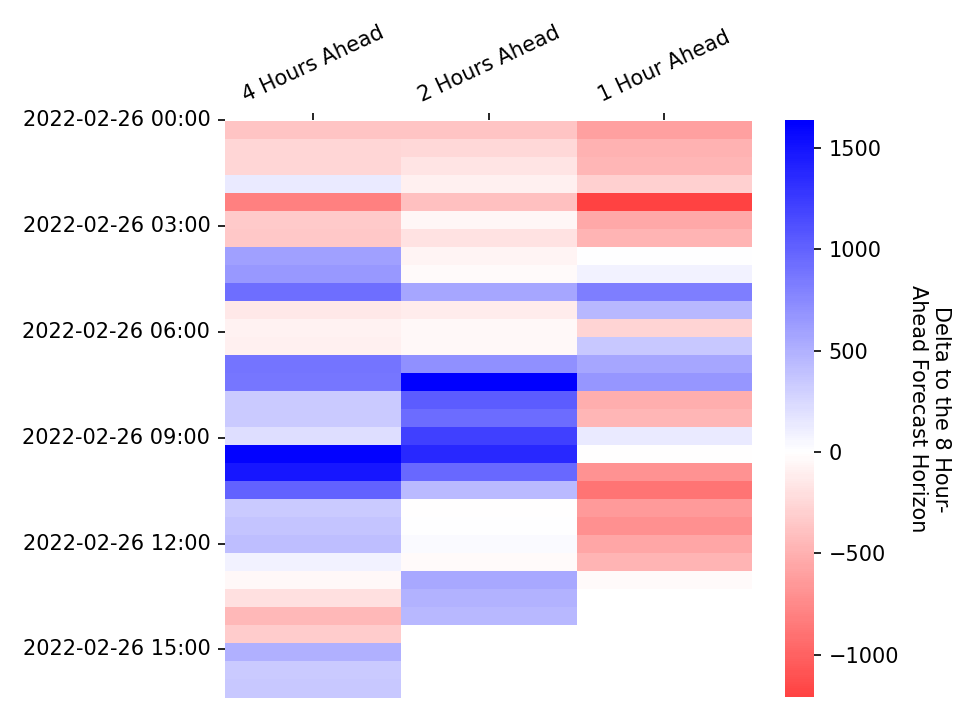 4 Hours Ahead
2 Hours Ahead
1 Hour Ahead
2022-02-26 00:00
2022-02-26 03:00
2022-02-26 06:00
2022-02-26 09:00
2022-02-26 12:00
2022-02-26 15:00
1500
1000
500
0
−500
−1000
Delta to the 8 Hour-
Ahead Forecast Horizon